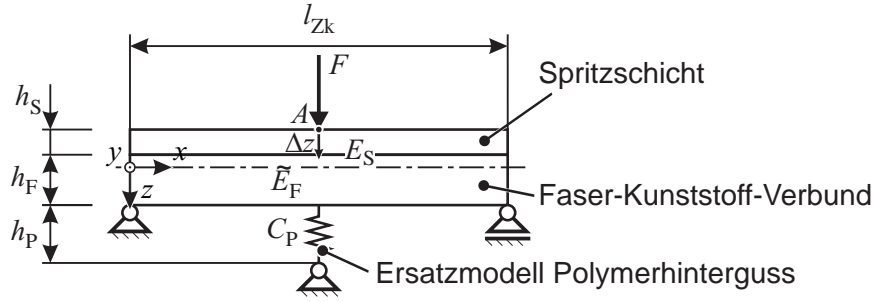 l_Zk
F
Spritzschicht
h_S
A
Δz
E_S
y
x
h_F
Ẽ_F
z
Faser-Kunststoff-Verbund
h_P
C_P
Ersatzmodell Polymerhinterguss